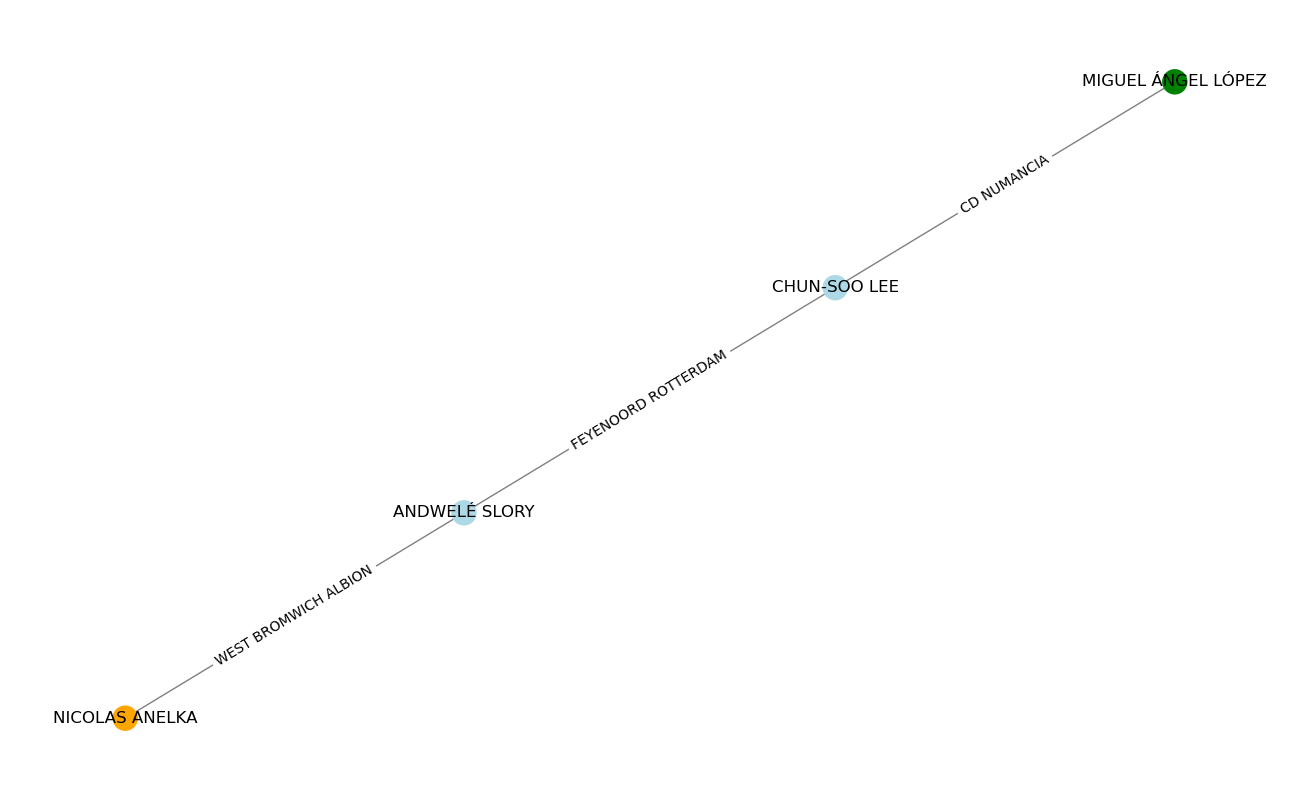 MIGUEL ÁNGEL LÓPEZ
CD NUMANCIA
CHUN-SOO LEE
FEYENOORD ROTTERDAM
ANDWELÉ SLORY
WEST BROMWICH ALBION
NICOLAS ANELKA